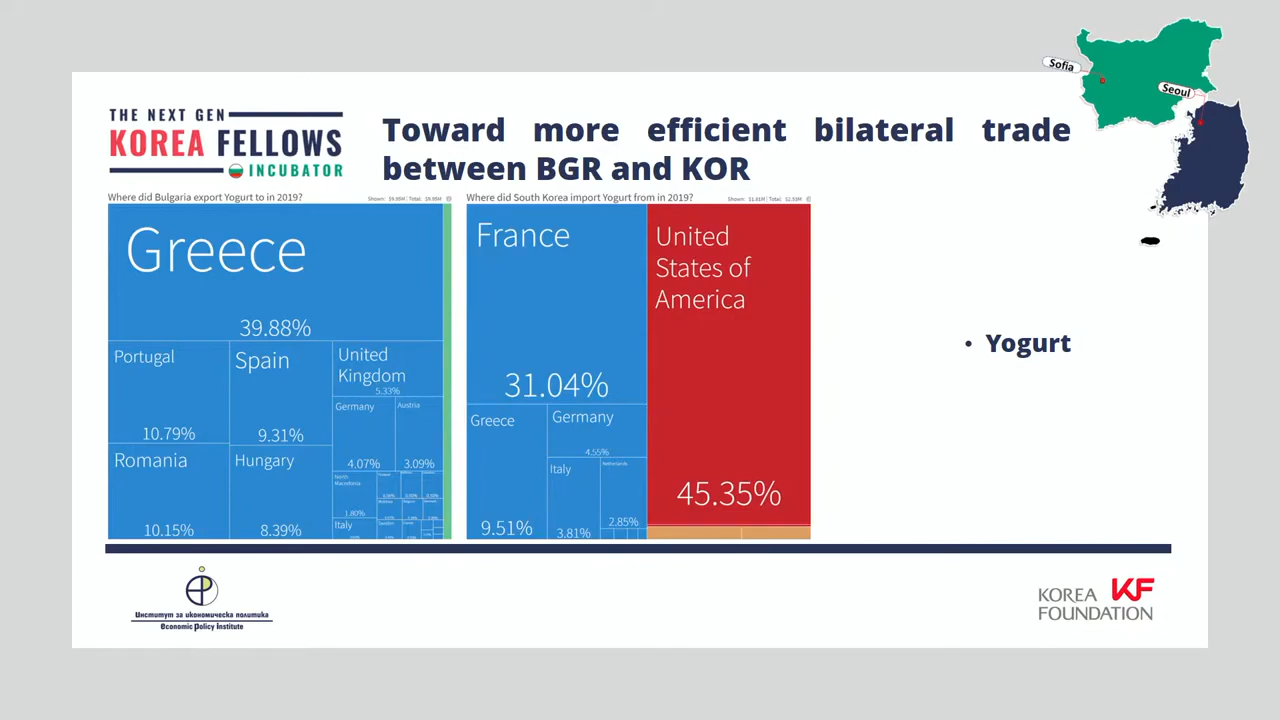 Sofia
Seoul
THE NEXT GEN
KOREA FELLOWS
INCUBATOR
Toward more efficient bilateral trade
between BGR and KOR
Where did Bulgaria export Yogurt to in 2019?
Where did South Korea import Yogurt from in 2019?
Greece
39.88%
Portugal
10.79%
Spain
9.31%
United
Kingdom
5.33%
Germany
4.07%
Austria
3.09%
Romania
10.15%
Hungary
8.39%
North
Macedonia
1.80%
Italy
France
31.04%
Greece
9.51%
Germany
4.55%
Italy
3.81%
Netherlands
2.85%
United
States of
America
45.35%
• Yogurt
Институт за икономическа политика
Economic Policy Institute
KOREA KF
FOUNDATION